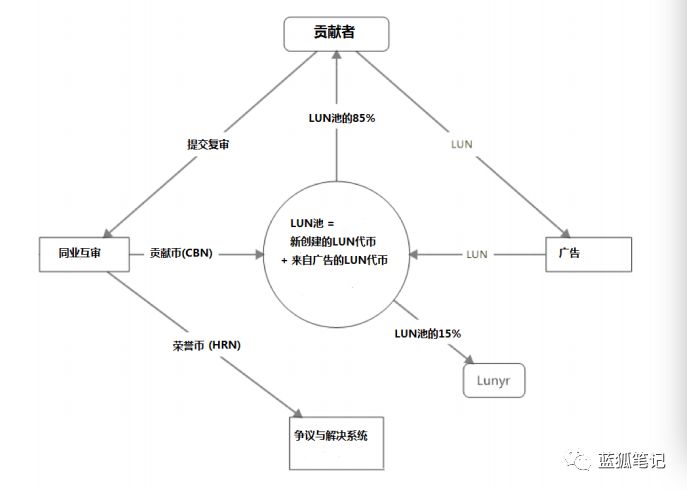 贡献者
LUN池的85%
提交复审
LUN
LUN池 =
新创建的LUN代币
+ 来自广告的LUN代币
同业互审
贡献币(CBN)
LUN
广告
LUN池的15%
荣誉币 (HRN)
Lunyr
争议与解决系统
蓝狐笔记